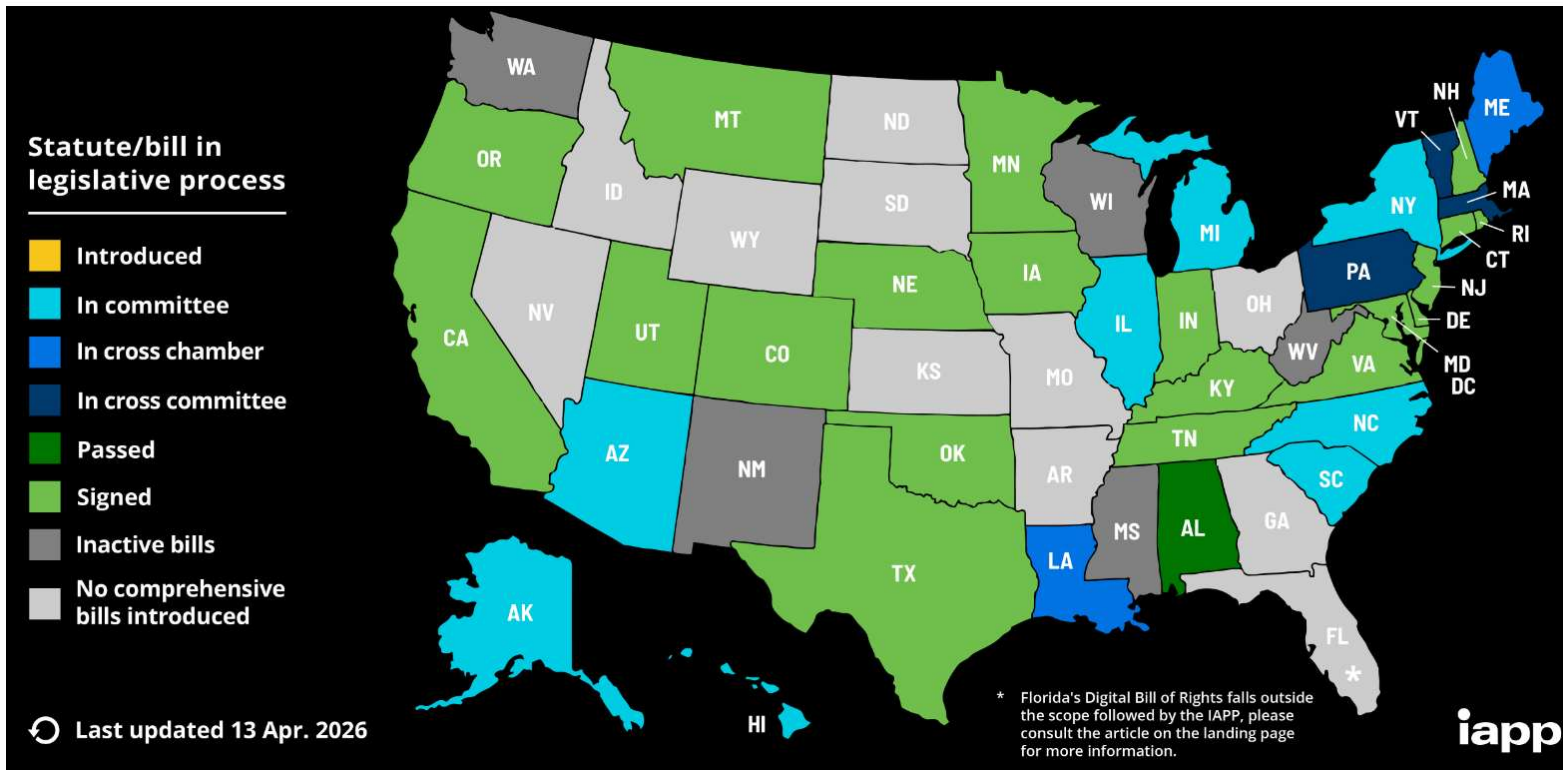 Statute/bill in
legislative process
Introduced
In committee
In cross chamber
In cross committee
Passed
Signed
Inactive bills
No comprehensive
bills introduced
Last updated 13 Apr. 2026
WA
OR
CA
NV
ID
MT
WY
UT
CO
AZ
NM
ND
SD
NE
KS
OK
TX
MN
IA
MO
AR
LA
WI
IL
MI
IN
OH
KY
TN
MS
AL
GA
FL
*
SC
NC
VA
WV
PA
NY
VT
NH
ME
MA
RI
CT
NJ
DE
MD
DC
AK
HI
* Florida's Digital Bill of Rights falls outside
the scope followed by the IAPP, please
consult the article on the landing page
for more information.
iapp